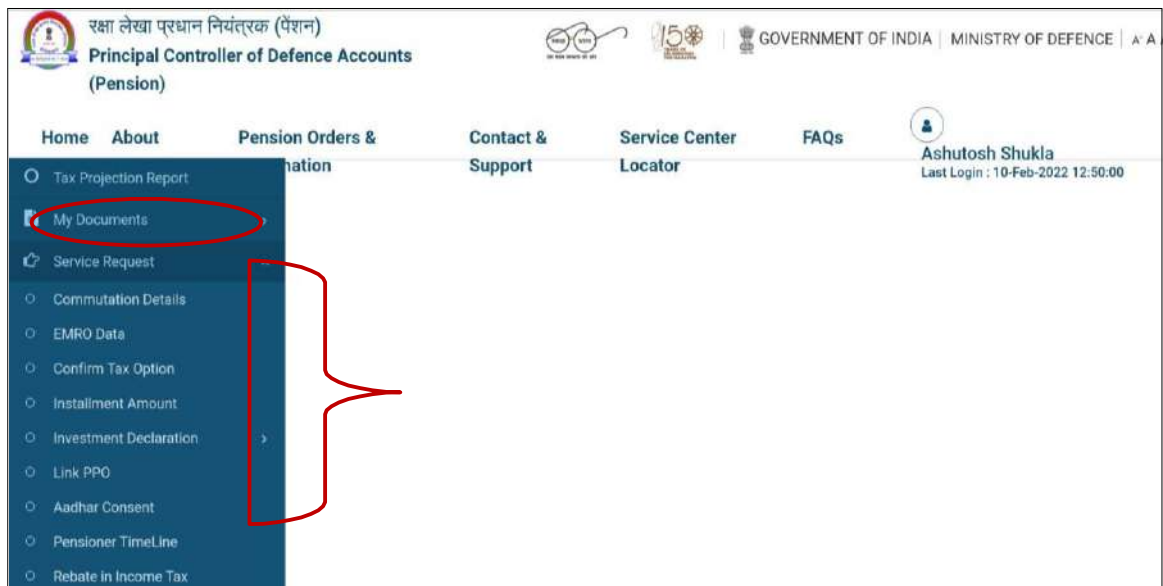 रक्षा लेखा प्रधान नियंत्रक (पेंशन)
Principal Controller of Defence Accounts
(Pension)
150
GOVERNMENT OF INDIA | MINISTRY OF DEFENCE | A- A
Home About Pension Orders & Contact & Service Center FAQs
mation Support Locator
Ashutosh Shukla
Last Login : 10-Feb-2022 12:50:00
Tax Projection Report
My Documents
Service Request
Commutation Details
EMRO Data
Confirm Tax Option
Installment Amount
Investment Declaration
Link PPO
Aadhar Consent
Pensioner TimeLine
Rebate in Income Tax